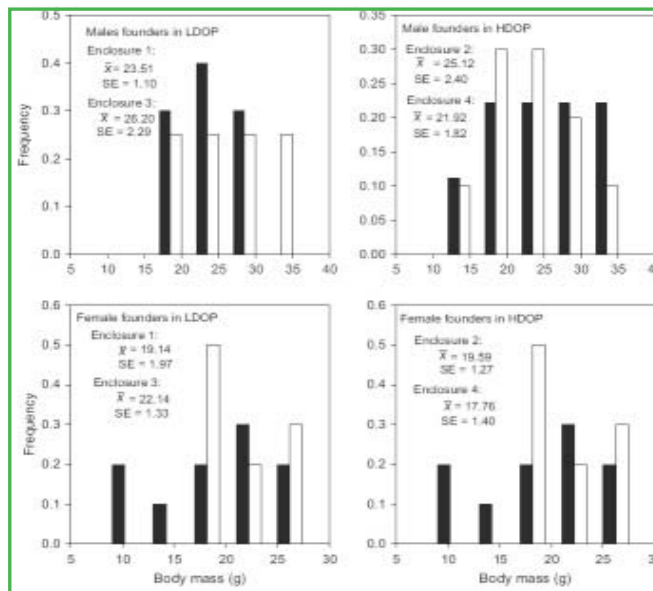 Males founders in LDOP
Enclosure 1:
x̄ = 23.51
SE = 1.10
Enclosure 3:
x̄ = 26.20
SE = 2.29
Frequency
0.5
0.4
0.3
0.2
0.1
0.0
5 10 15 20 25 30 35 40
Male founders in HDOP
Enclosure 2:
x̄ = 25.12
SE = 2.40
Enclosure 4:
x̄ = 21.92
SE = 1.82
0.35
0.30
0.25
0.20
0.15
0.10
0.05
0.00
5 10 15 20 25 30 35 40
Female founders in LDOP
Enclosure 1:
x̄ = 19.14
SE = 1.97
Enclosure 3:
x̄ = 22.14
SE = 1.33
Frequency
0.6
0.5
0.4
0.3
0.2
0.1
0.0
5 10 15 20 25 30
Body mass (g)
Female founders in HDOP
Enclosure 2:
x̄ = 19.59
SE = 1.27
Enclosure 4:
x̄ = 17.76
SE = 1.40
0.6
0.5
0.4
0.3
0.2
0.1
0.0
5 10 15 20 25
Body mass (g)